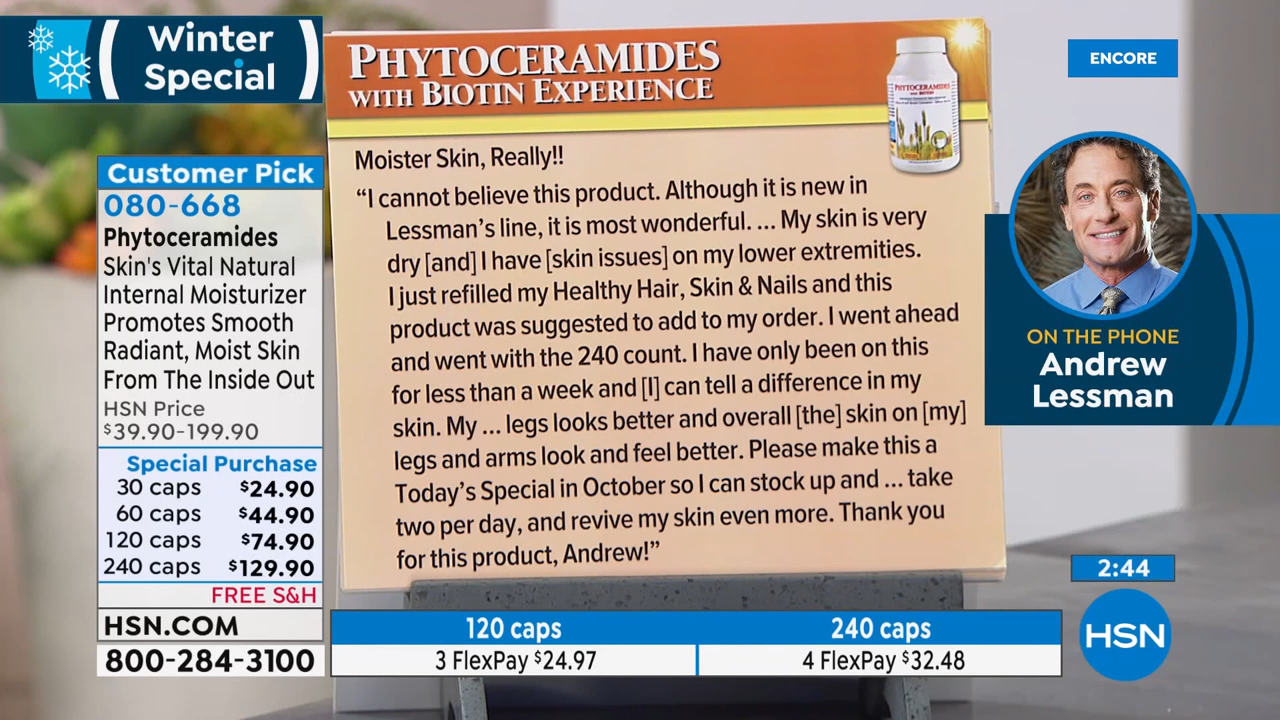 Winter
Special
ENCORE
PHYTOCERAMIDES
WITH BIOTIN EXPERIENCE
PHYTOCERAMIDES
WITH BIOTIN
Moister Skin, Really!!
“I cannot believe this product. Although it is new in
Lessman’s line, it is most wonderful. ... My skin is very
dry [and] I have [skin issues] on my lower extremities.
I just refilled my Healthy Hair, Skin & Nails and this
product was suggested to add to my order. I went ahead
and went with the 240 count. I have only been on this
for less than a week and [I] can tell a difference in my
skin. My ... legs looks better and overall [the] skin on [my]
legs and arms look and feel better. Please make this a
Today’s Special in October so I can stock up and ... take
two per day, and revive my skin even more. Thank you
for this product, Andrew!”
Customer Pick
080-668
Phytoceramides
Skin's Vital Natural
Internal Moisturizer
Promotes Smooth
Radiant, Moist Skin
From The Inside Out
HSN Price
$39.90-199.90
Special Purchase
30 caps $24.90
60 caps $44.90
120 caps $74.90
240 caps $129.90
FREE S&H
HSN.COM
800-284-3100
ON THE PHONE
Andrew
Lessman
2:44
HSN
120 caps 240 caps
3 FlexPay $24.97 4 FlexPay $32.48